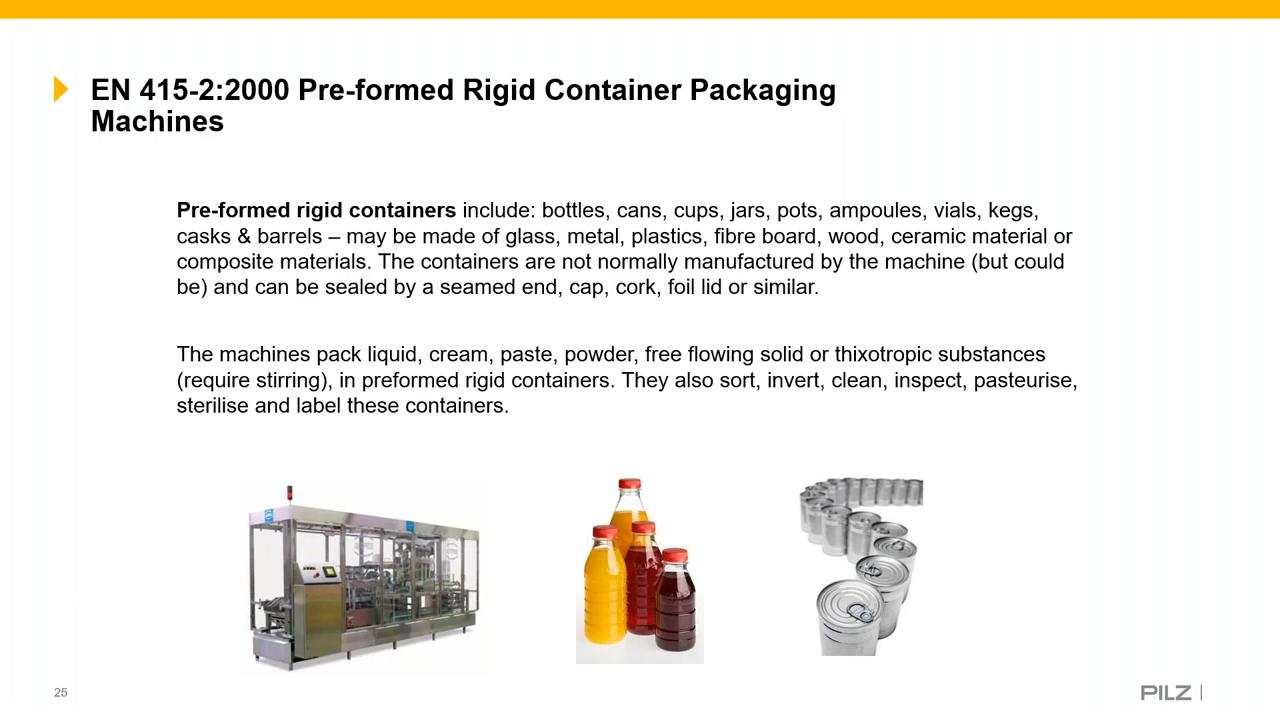 EN 415-2:2000 Pre-formed Rigid Container Packaging
Machines
Pre-formed rigid containers include: bottles, cans, cups, jars, pots, ampoules, vials, kegs,
casks & barrels – may be made of glass, metal, plastics, fibre board, wood, ceramic material or
composite materials. The containers are not normally manufactured by the machine (but could
be) and can be sealed by a seamed end, cap, cork, foil lid or similar.
The machines pack liquid, cream, paste, powder, free flowing solid or thixotropic substances
(require stirring), in preformed rigid containers. They also sort, invert, clean, inspect, pasteurise,
sterilise and label these containers.
25
PILZ